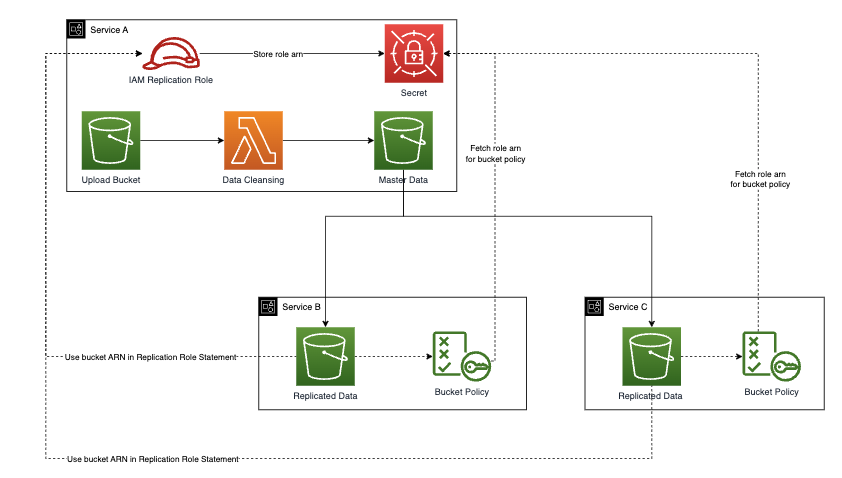 Service A
Store role arn
IAM Replication Role
Secret
Upload Bucket
Data Cleansing
Master Data
Fetch role arn
for bucket policy
Fetch role arn
for bucket policy
Service B
Service C
Use bucket ARN in Replication Role Statement
Replicated Data
Bucket Policy
Replicated Data
Bucket Policy
Use bucket ARN in Replication Role Statement